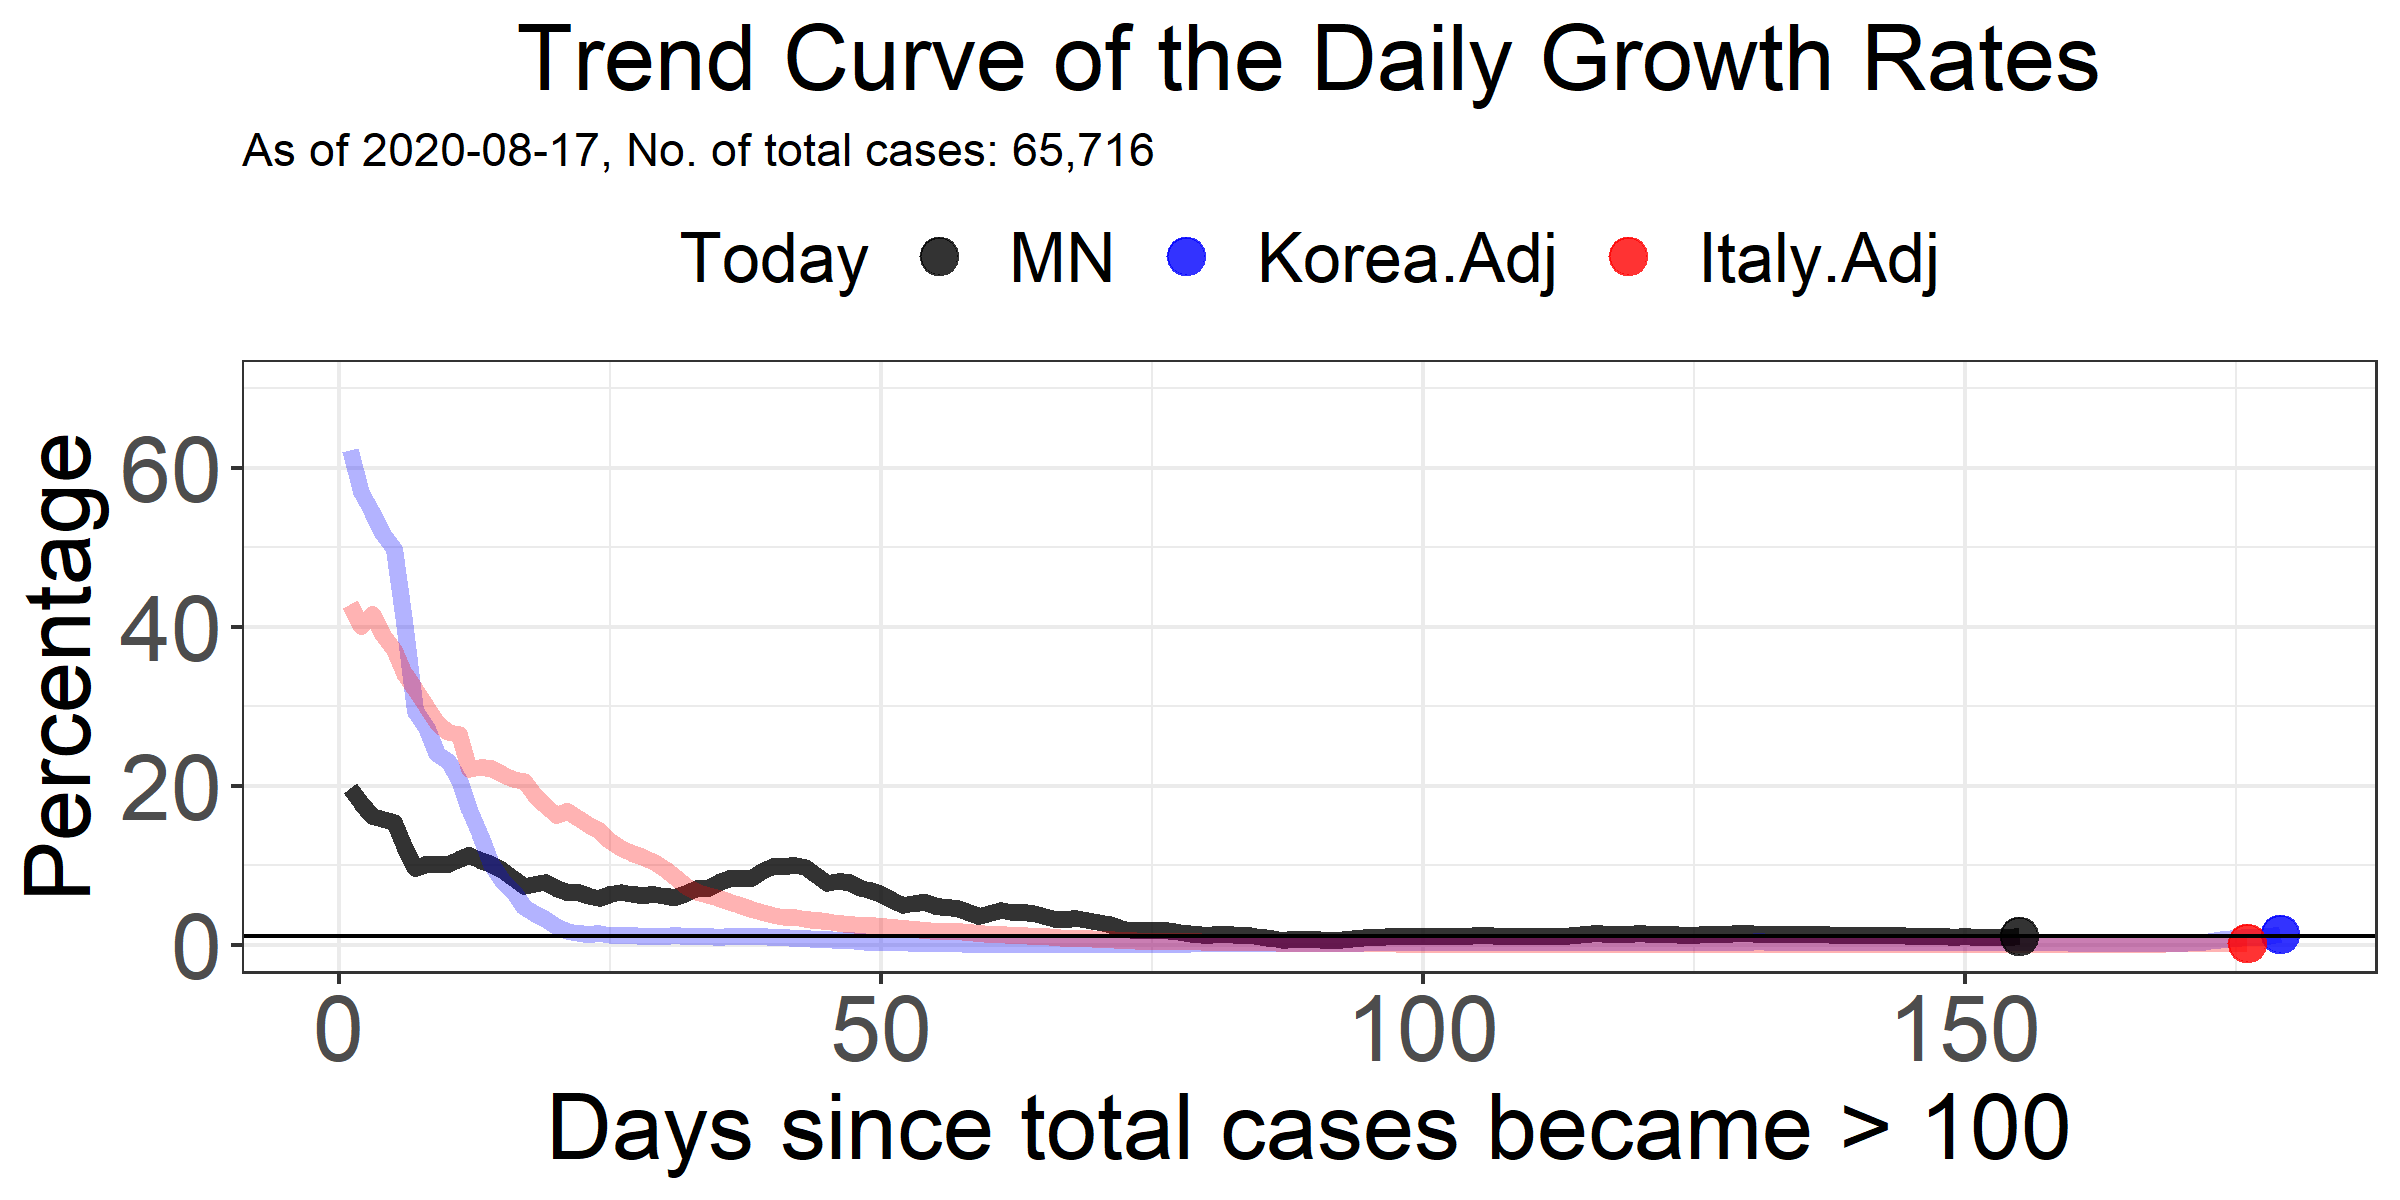 Trend Curve of the Daily Growth Rates
As of 2020-08-17, No. of total cases: 65,716
Today MN Korea.Adj Italy.Adj
Percentage
60
40
20
0
0 50 100 150
Days since total cases became > 100